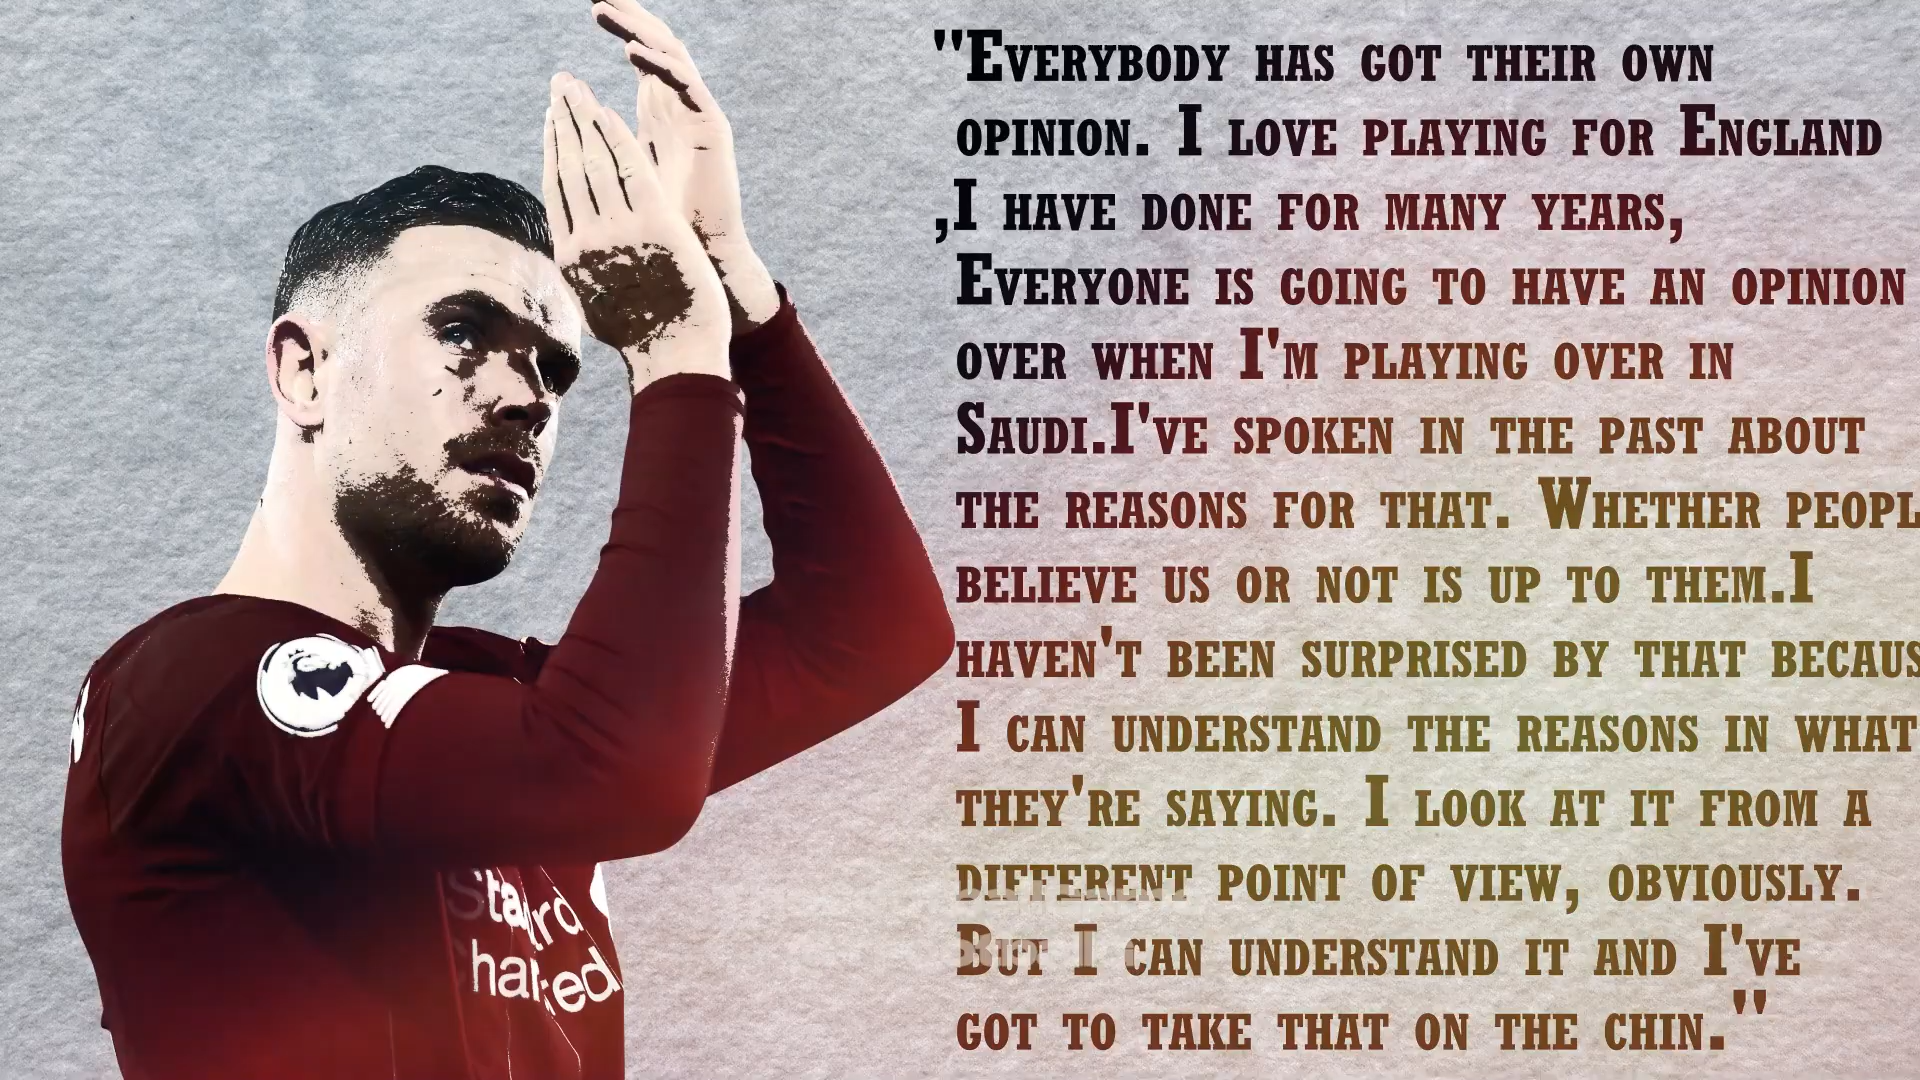 "Everybody has got their own
opinion. I love playing for England
,I have done for many years,
Everyone is going to have an opinion
over when I'm playing over in
Saudi.I've spoken in the past about
the reasons for that. Whether peopl
believe us or not is up to them.I
haven't been surprised by that becaus
I can understand the reasons in what
they're saying. I look at it from a
different point of view, obviously.
But I can understand it and I've
got to take that on the chin."